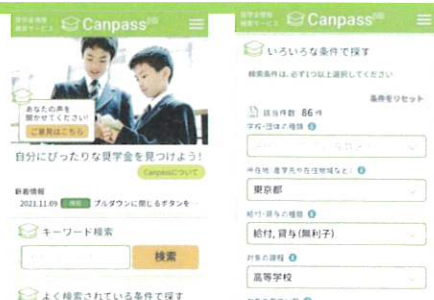 奨学金情報
検索サービス
Canpass
あなたの声を
聞かせてください!
ご意見はこちら
自分にぴったりな奨学金を見つけよう!
Canpassについて
新着情報
2021.11.09 プルダウンに関するボタンを…
キーワード検索
検索
よく検索されている条件で探す
奨学金情報
検索サービス
Canpass
いろいろな条件で探す
検索条件は、必ず1つ以上選択してください
条件をリセット
該当件数 86件
学校・団体の種類
所在地(進学先や在住地域など)
東京都
給付・貸与の種類
給付, 貸与(無利子)
対象の課程
高等学校